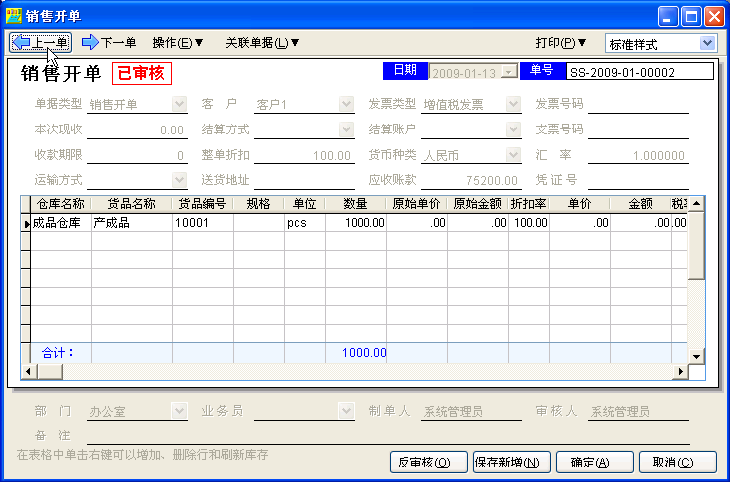 销售开单
上一单 下一单 操作(E)▼ 关联单据(L)▼ 打印(P)▼ 标准样式
销售开单 已审核 日期 2009-01-13 单号 SS-2009-01-00002
单据类型 销售开单 客 户 客户1 发票类型 增值税发票 发票号码
本次现收 0.00 结算方式 结算账户 支票号码
收款期限 0 整单折扣 100.00 货币种类 人民币 汇 率 1.000000
运输方式 送货地址 应收账款 75200.00 凭 证 号
仓库名称 货品名称 货品编号 规格 单位 数量 原始单价 原始金额 折扣率 单价 金额 税率
成品仓库 产成品 10001 pcs 1000.00 .00 .00 100.00 .00 .00 .00
合计： 1000.00
部 门 办公室 业 务 员 制 单 人 系统管理员 审 核 人 系统管理员
备 注
在表格中单击右键可以增加、删除行和刷新库存
反审核(O) 保存新增(N) 确定(A) 取消(C)